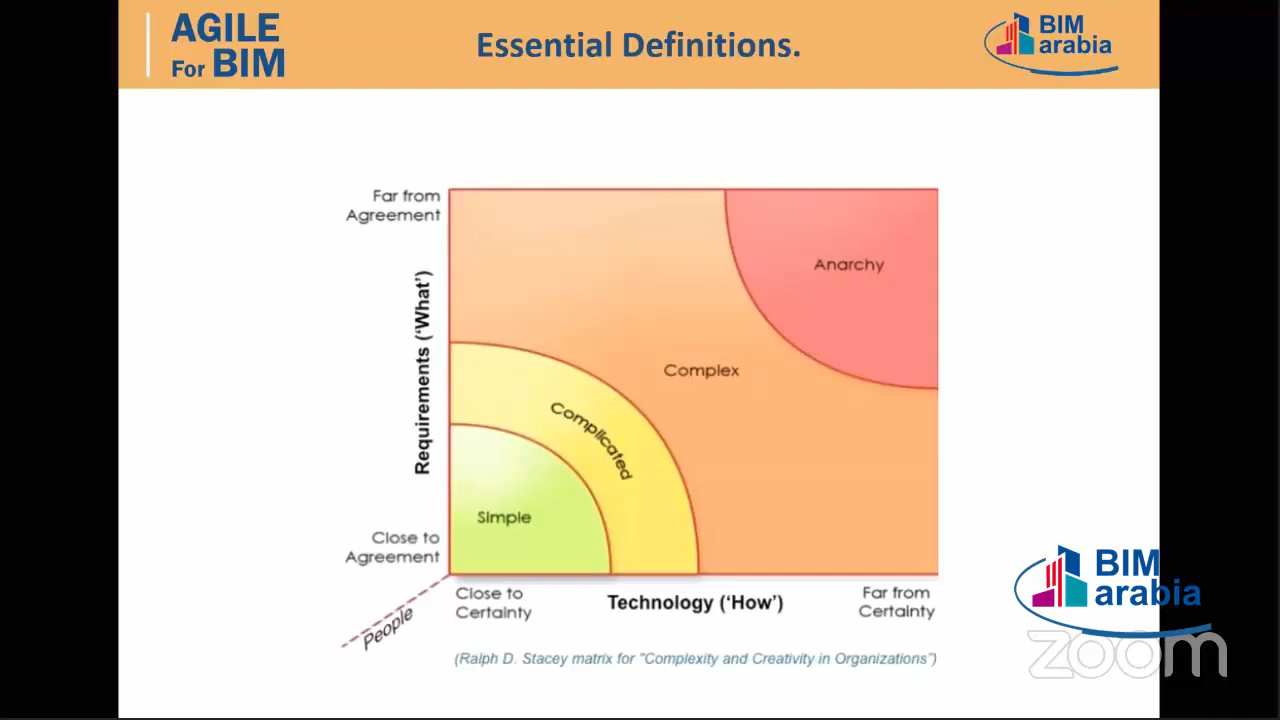 AGILE
For BIM
Essential Definitions.
BIM
arabia
Far from
Agreement
Anarchy
Requirements ('What')
Complex
Complicated
Simple
Close to
Agreement
People
Close to
Certainty
Technology ('How')
Far from
Certainty
(Ralph D. Stacey matrix for "Complexity and Creativity in Organizations")
BIM
arabia
zoom